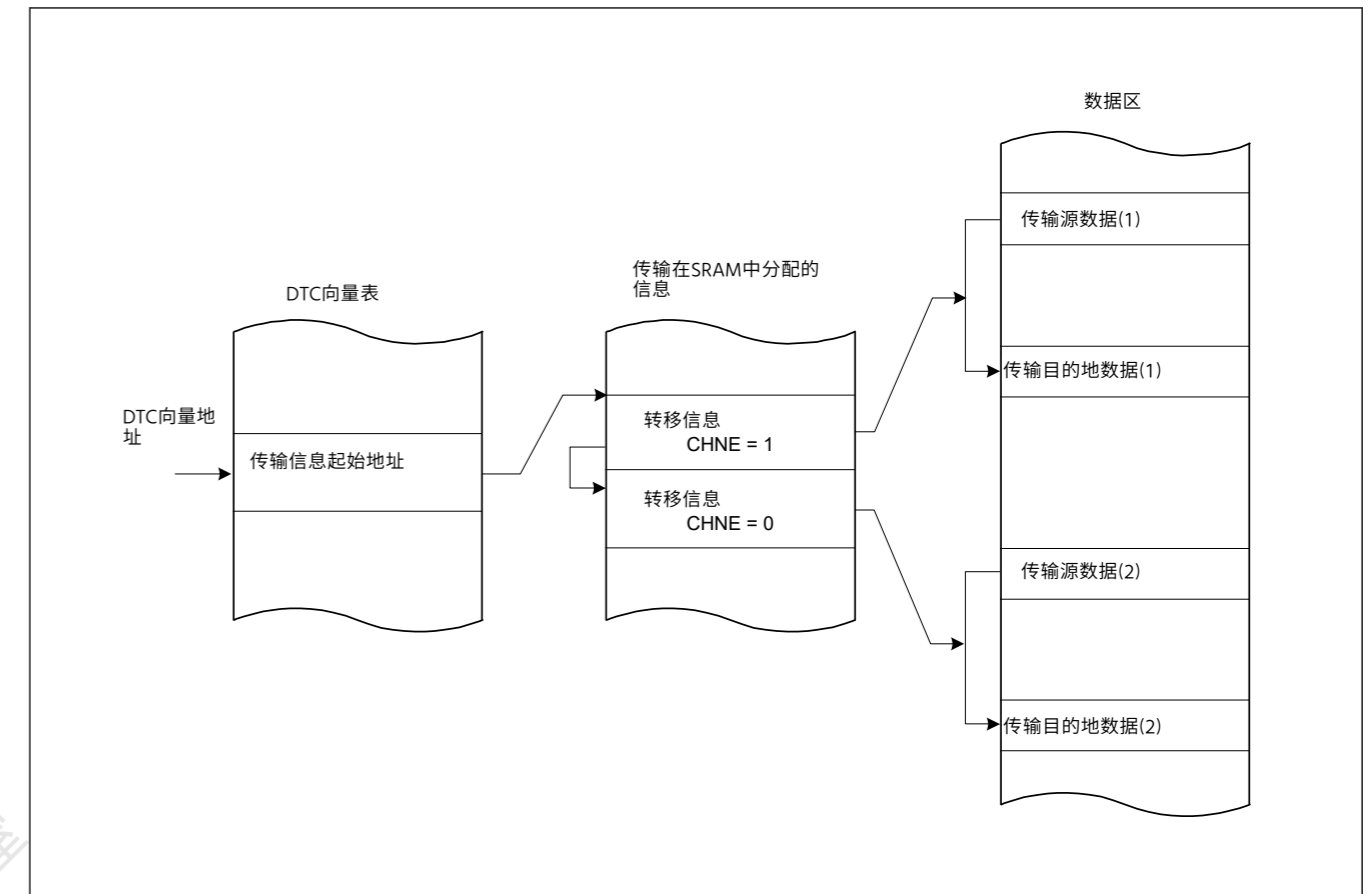 数据区
传输源数据(1)
传输在SRAM中分配的
信息
DTC向量表
传输目的地数据(1)
DTC向量地
址
转移信息
CHNE = 1
传输信息起始地址
转移信息
CHNE = 0
传输源数据(2)
传输目的地数据(2)